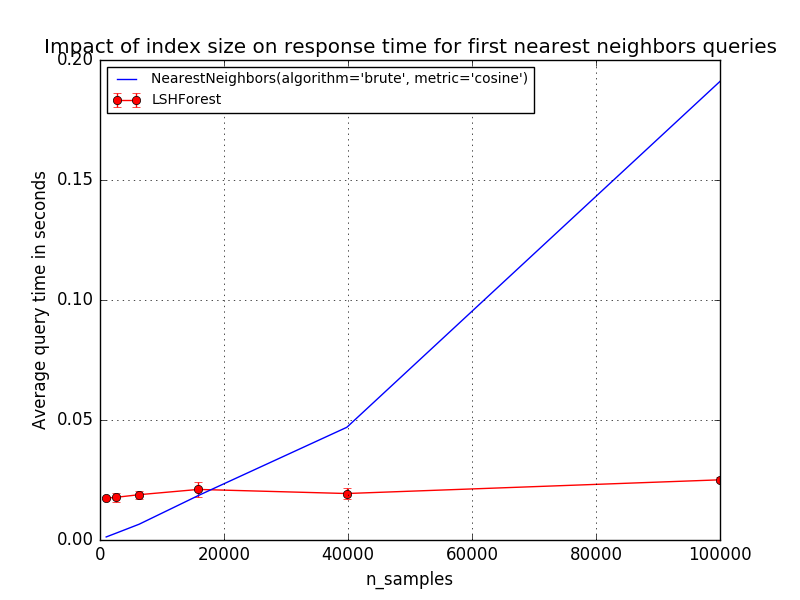 Impact of index size on response time for first nearest neighbors queries
NearestNeighbors(algorithm='brute', metric='cosine')
LSHForest
Average query time in seconds
0.20
0.15
0.10
0.05
0.00
0 20000 40000 60000 80000 100000
n_samples